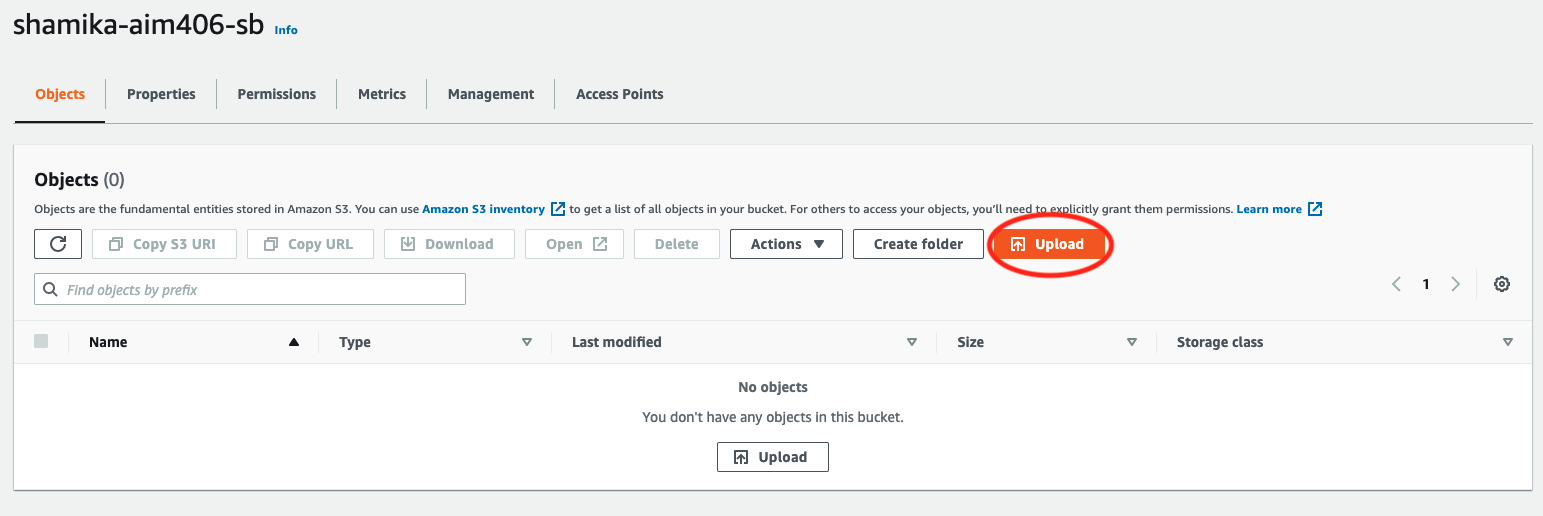 shamika-aim406-sb Info
Objects Properties Permissions Metrics Management Access Points
Objects (0)
Objects are the fundamental entities stored in Amazon S3. You can use Amazon S3 inventory to get a list of all objects in your bucket. For others to access your objects, you'll need to explicitly grant them permissions. Learn more
Copy S3 URI Copy URL Download Open Delete Actions Create folder Upload
Find objects by prefix 1
Name Type Last modified Size Storage class
No objects
You don't have any objects in this bucket.
Upload